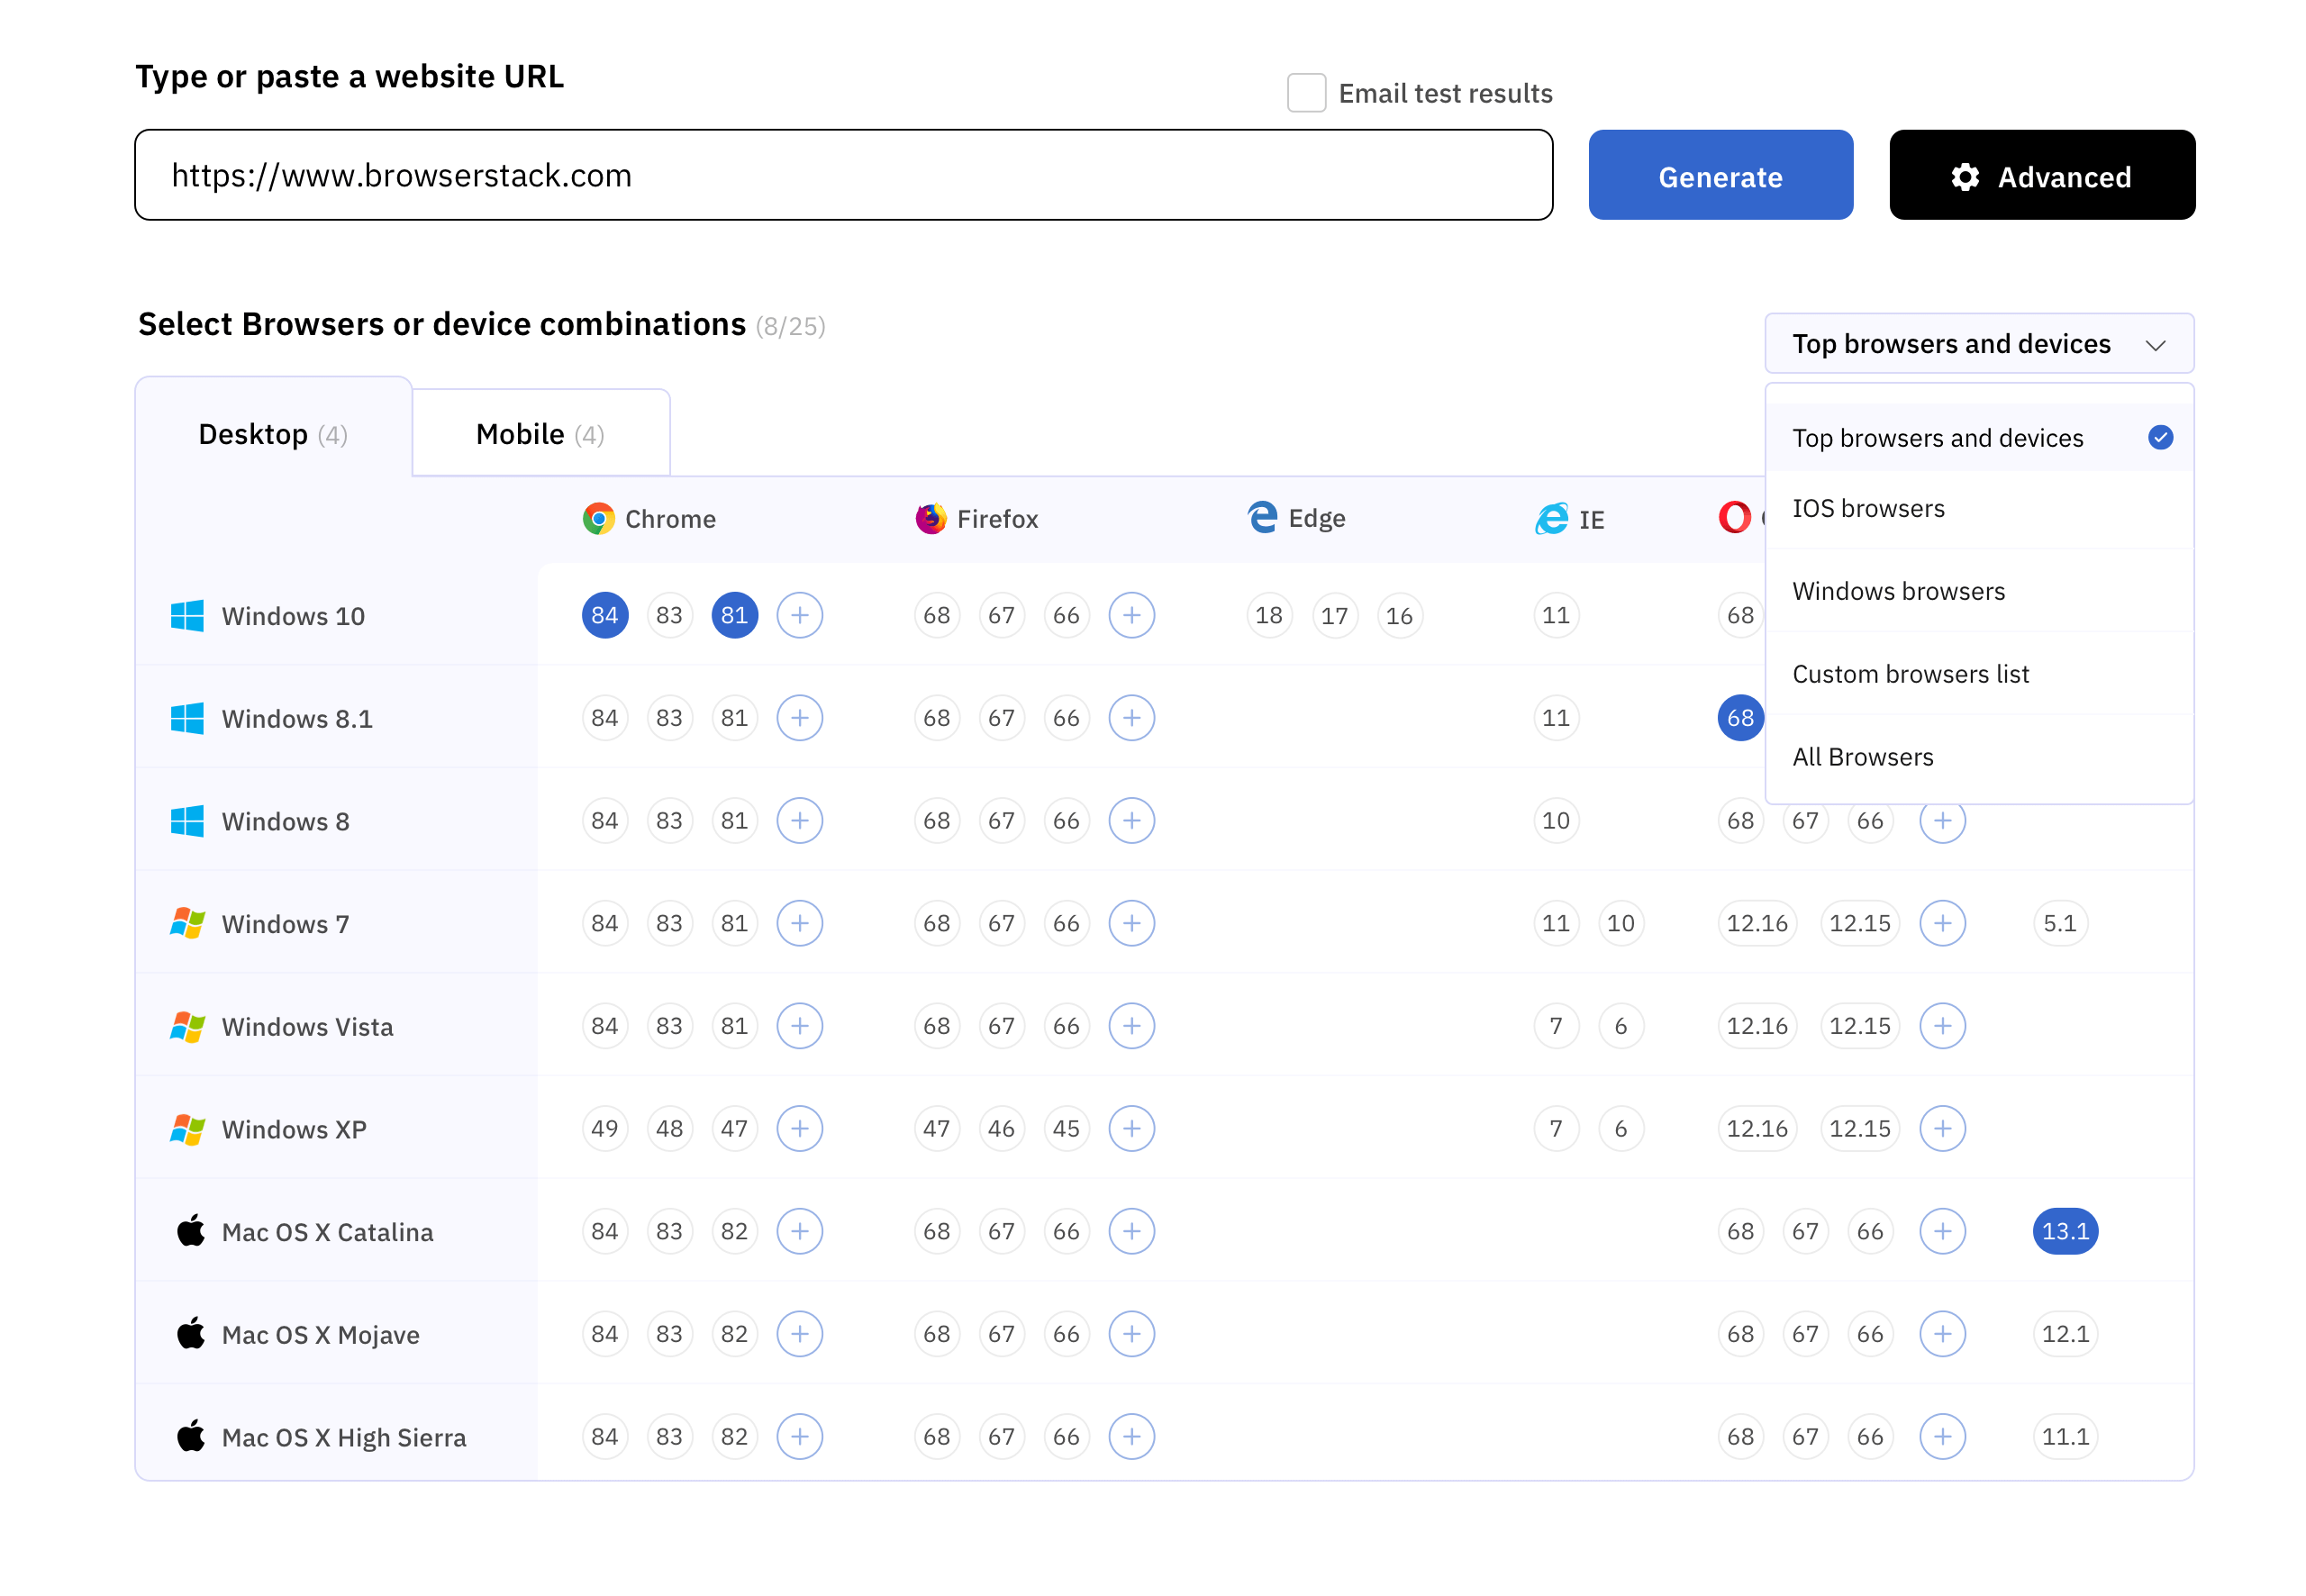 Type or paste a website URL
Email test results
https://www.browserstack.com
Generate
Advanced
Select Browsers or device combinations (8/25)
Top browsers and devices
Desktop (4)
Mobile (4)
Top browsers and devices
IOS browsers
Windows browsers
Custom browsers list
All Browsers
Chrome Firefox Edge IE
Windows 10 84 83 81 68 67 66 18 17 16 11 68
Windows 8.1 84 83 81 68 67 66 11 68
Windows 8 84 83 81 68 67 66 10 68 67 66
Windows 7 84 83 81 68 67 66 11 10 12.16 12.15 5.1
Windows Vista 84 83 81 68 67 66 7 6 12.16 12.15
Windows XP 49 48 47 47 46 45 7 6 12.16 12.15
Mac OS X Catalina 84 83 82 68 67 66 68 67 66 13.1
Mac OS X Mojave 84 83 82 68 67 66 68 67 66 12.1
Mac OS X High Sierra 84 83 82 68 67 66 68 67 66 11.1